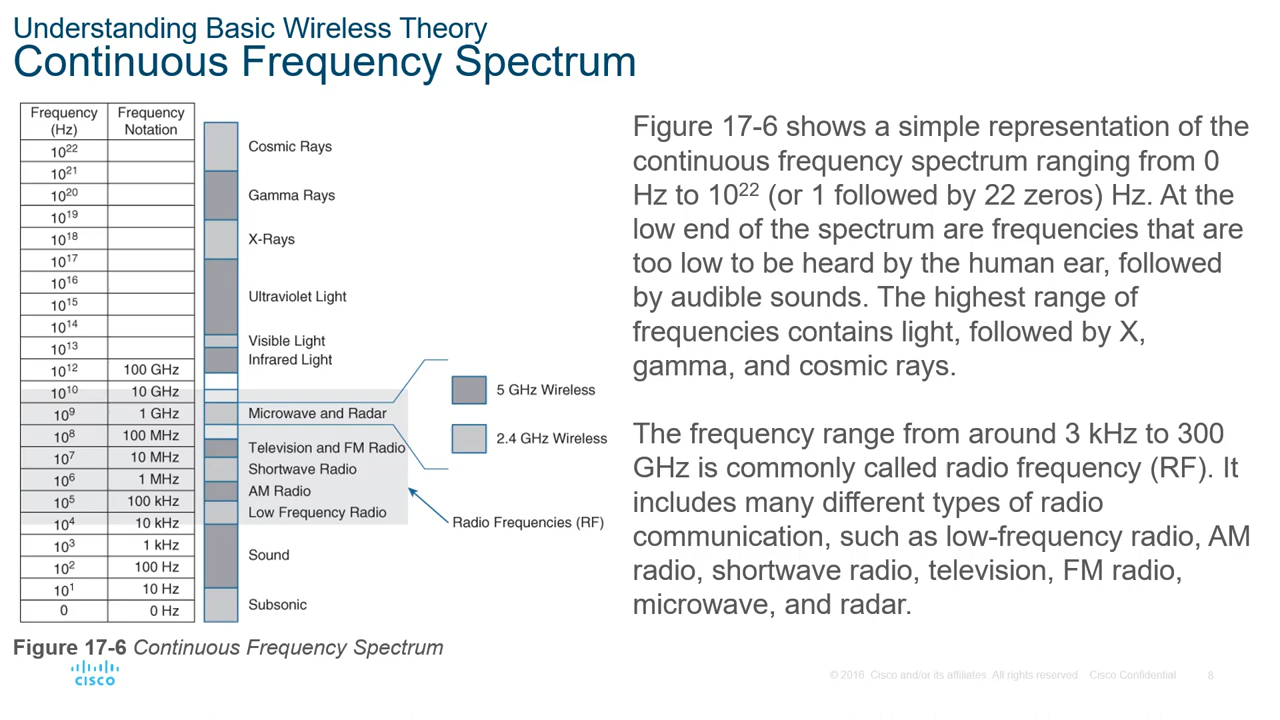 Understanding Basic Wireless Theory
Continuous Frequency Spectrum
Frequency (Hz) Frequency Notation
10²²
10²¹
10²⁰
10¹⁹
10¹⁸
10¹⁷
10¹⁶
10¹⁵
10¹⁴
10¹³
10¹² 100 GHz
10¹⁰ 10 GHz
10⁹ 1 GHz
10⁸ 100 MHz
10⁷ 10 MHz
10⁶ 1 MHz
10⁵ 100 kHz
10⁴ 10 kHz
10³ 1 kHz
10² 100 Hz
10¹ 10 Hz
0 0 Hz
Cosmic Rays
Gamma Rays
X-Rays
Ultraviolet Light
Visible Light
Infrared Light
Microwave and Radar
Television and FM Radio
Shortwave Radio
AM Radio
Low Frequency Radio
Sound
Subsonic
5 GHz Wireless
2.4 GHz Wireless
Radio Frequencies (RF)
Figure 17-6 Continuous Frequency Spectrum
Figure 17-6 shows a simple representation of the
continuous frequency spectrum ranging from 0
Hz to 10²² (or 1 followed by 22 zeros) Hz. At the
low end of the spectrum are frequencies that are
too low to be heard by the human ear, followed
by audible sounds. The highest range of
frequencies contains light, followed by X,
gamma, and cosmic rays.
The frequency range from around 3 kHz to 300
GHz is commonly called radio frequency (RF). It
includes many different types of radio
communication, such as low-frequency radio, AM
radio, shortwave radio, television, FM radio,
microwave, and radar.
CISCO
© 2016 Cisco and/or its affiliates. All rights reserved. Cisco Confidential 8